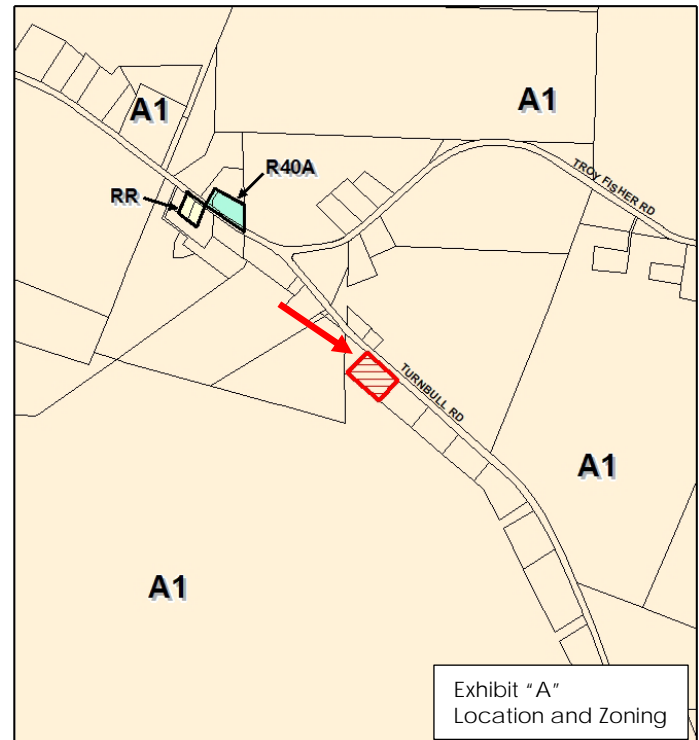 A1
A1
R40A
RR
TROY FISHER RD
TURNBULL RD
A1
A1
Exhibit "A"
Location and Zoning